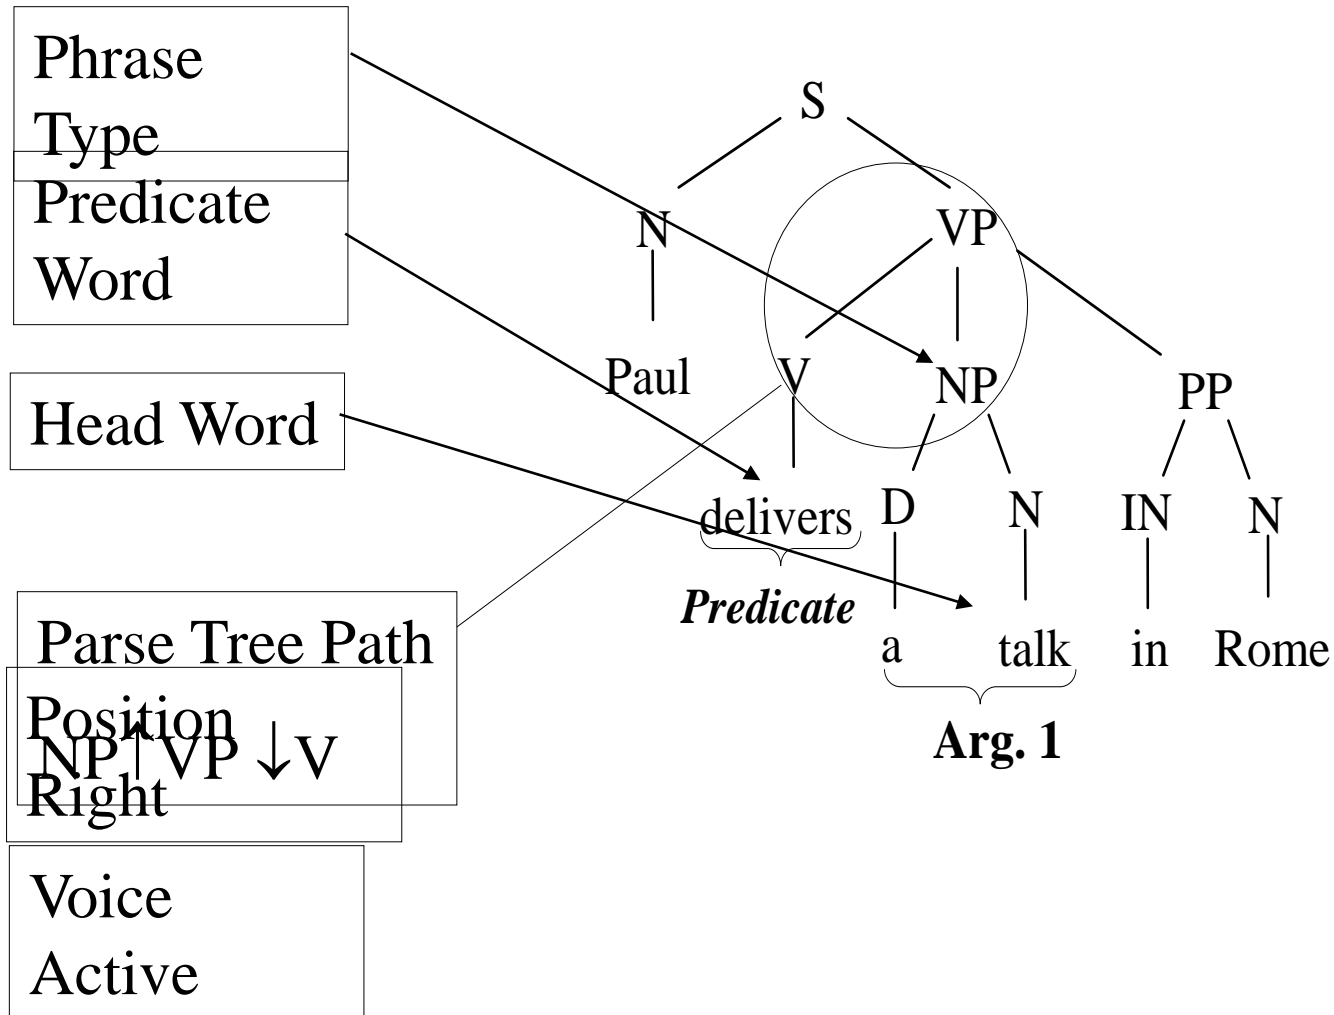 Phrase
Type
Predicate
Word
Head Word
Parse Tree Path
NP↑VP ↓V
Position
Right
Voice
Active
S
N VP
Paul V NP PP
delivers D N IN N
Predicate
a talk in Rome
Arg. 1